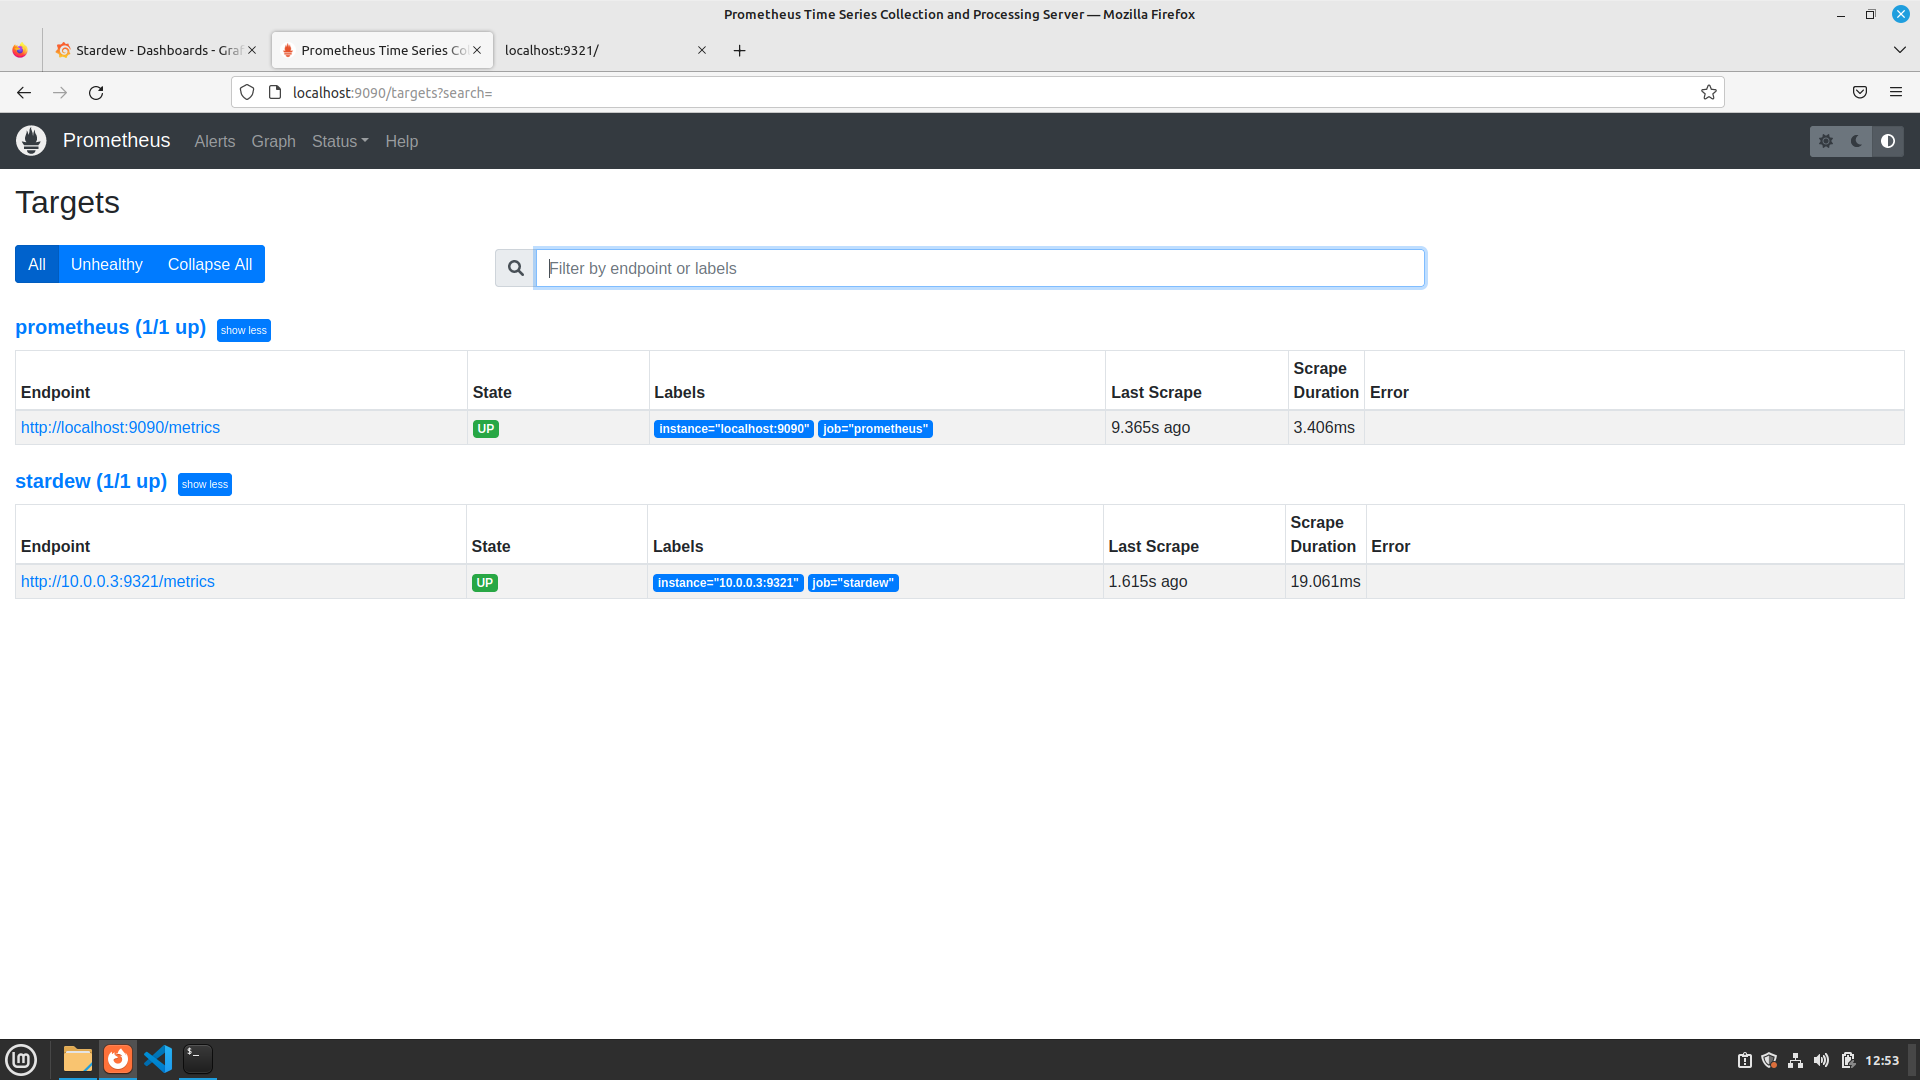 Prometheus Time Series Collection and Processing Server — Mozilla Firefox
Stardew - Dashboards - Graf
Prometheus Time Series Col
localhost:9321/
localhost:9090/targets?search=
Prometheus Alerts Graph Status Help
Targets
All Unhealthy Collapse All
Filter by endpoint or labels
prometheus (1/1 up) show less
Endpoint State Labels Last Scrape Scrape Duration Error
http://localhost:9090/metrics UP instance="localhost:9090" job="prometheus" 9.365s ago 3.406ms
stardew (1/1 up) show less
Endpoint State Labels Last Scrape Scrape Duration Error
http://10.0.0.3:9321/metrics UP instance="10.0.0.3:9321" job="stardew" 1.615s ago 19.061ms
12:53